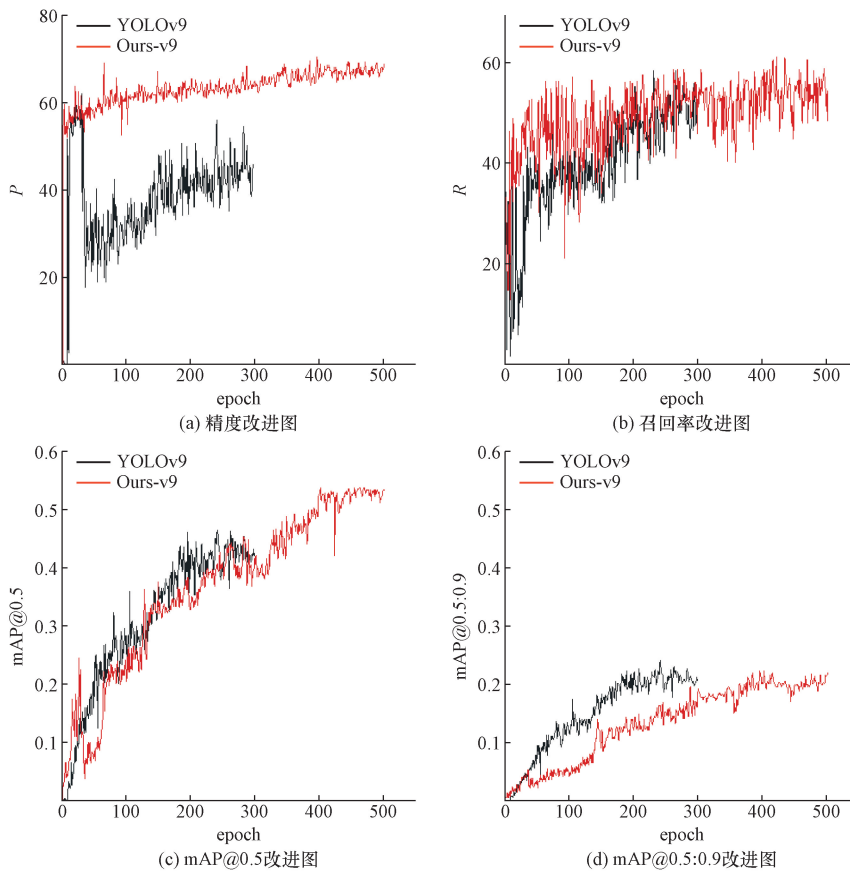 80
60
40
20
P
YOLOv9
Ours-v9
0 100 200 300 400 500
epoch
(a) 精度改进图
60
40
20
R
YOLOv9
Ours-v9
0 100 200 300 400 500
epoch
(b) 召回率改进图
0.6
0.5
0.4
0.3
0.2
0.1
mAP@0.5
YOLOv9
Ours-v9
0 100 200 300 400 500
epoch
(c) mAP@0.5改进图
0.6
0.5
0.4
0.3
0.2
0.1
mAP@0.5:0.9
YOLOv9
Ours-v9
0 100 200 300 400 500
epoch
(d) mAP@0.5:0.9改进图